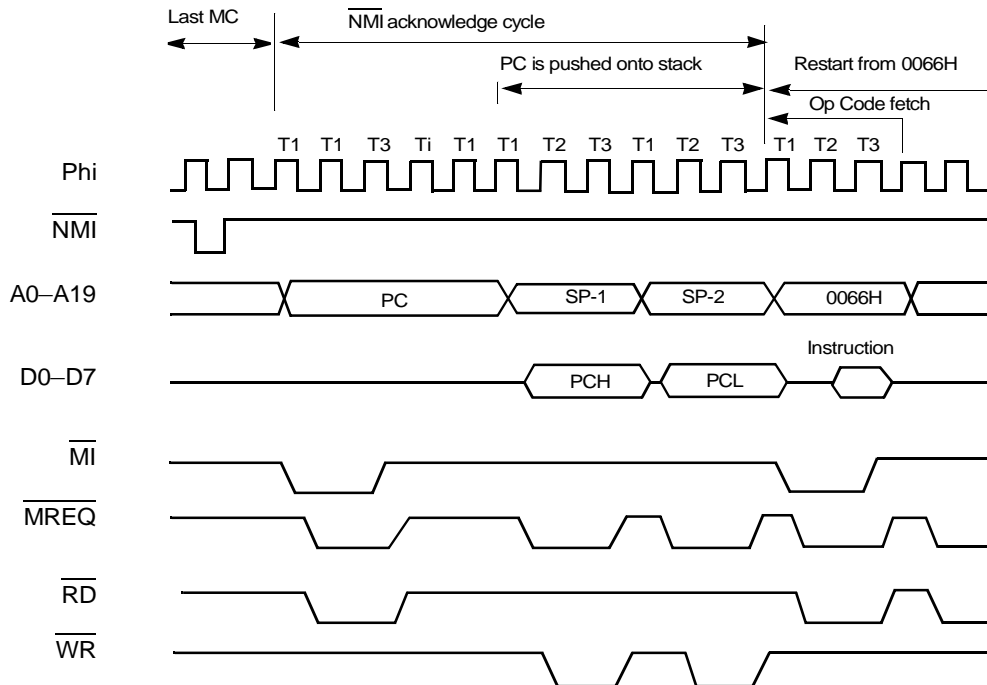 Last MC
NMI acknowledge cycle
PC is pushed onto stack
Restart from 0066H
Op Code fetch
T1 T1 T3 Ti T1 T1 T2 T3 T1 T2 T3 T1 T2 T3
Phi
NMI
A0–A19 PC SP-1 SP-2 0066H
Instruction
D0–D7 PCH PCL
MI
MREQ
RD
WR